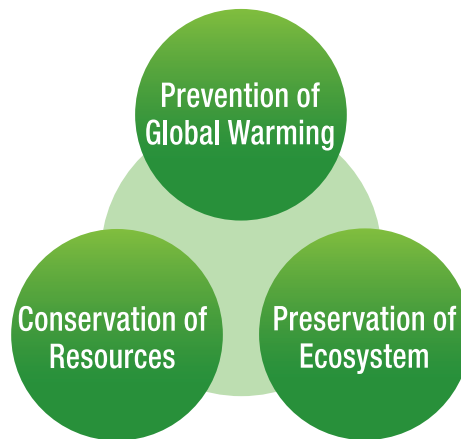 Prevention of
Global Warming
Conservation of
Resources
Preservation of
Ecosystem